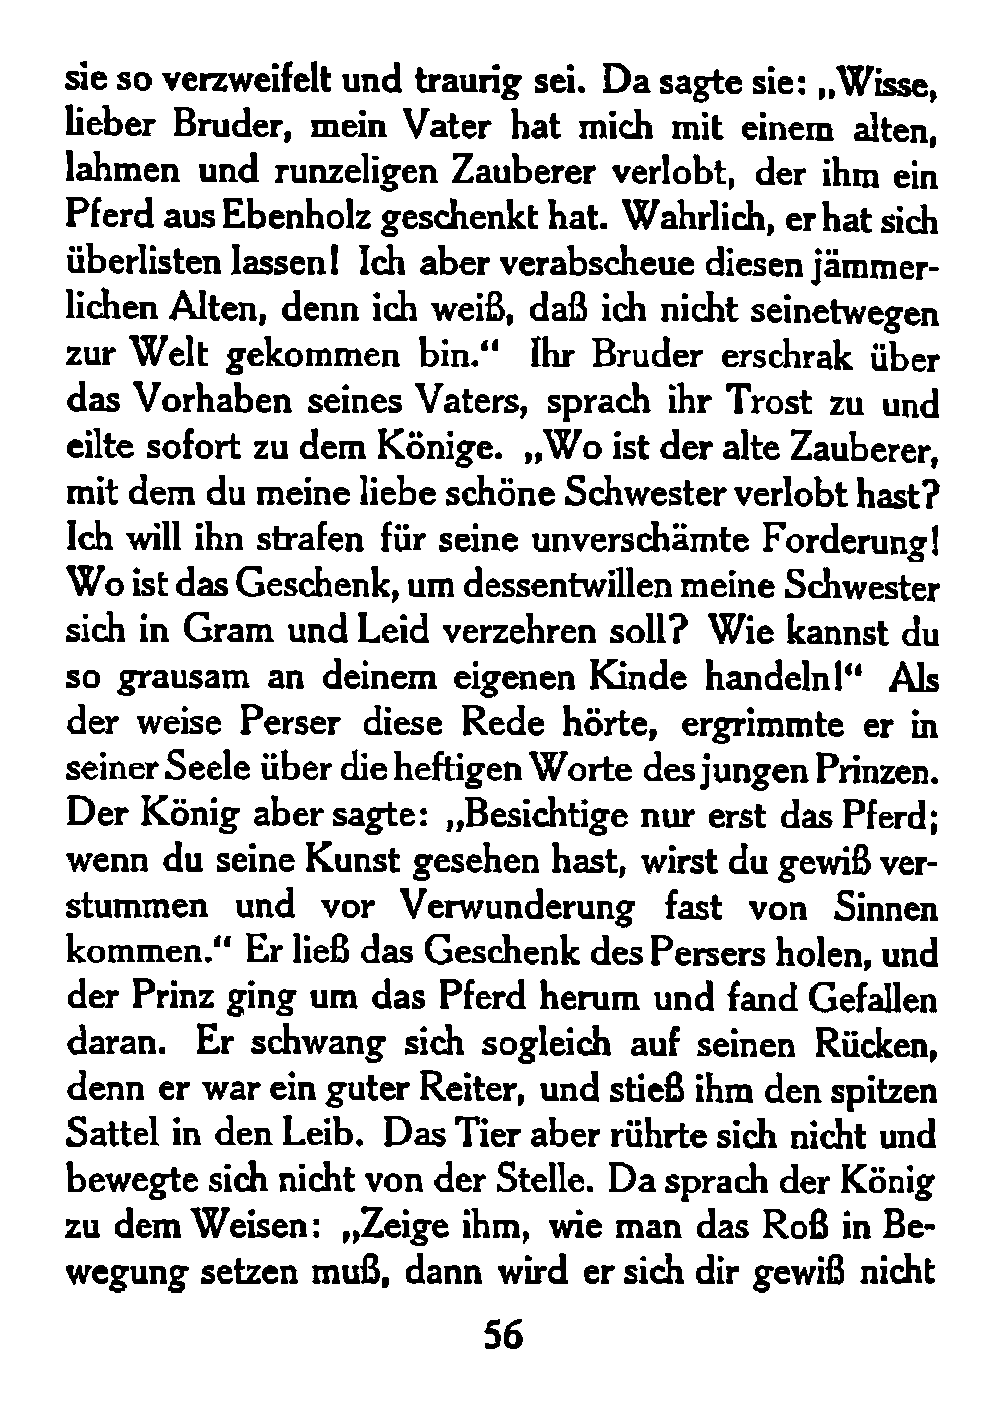 sie so verzweifelt und traurig sei. Da sagte sie: „Wisse,
lieber Bruder, mein Vater hat mich mit einem alten,
lahmen und runzeligen Zauberer verlobt, der ihm ein
Pferd aus Ebenholz geschenkt hat. Wahrlich, er hat sich
überlisten lassen! Ich aber verabscheue diesen jämmer-
lichen Alten, denn ich weiß, daß ich nicht seinetwegen
zur Welt gekommen bin.“ Ihr Bruder erschrak über
das Vorhaben seines Vaters, sprach ihr Trost zu und
eilte sofort zu dem Könige. „Wo ist der alte Zauberer,
mit dem du meine liebe schöne Schwester verlobt hast?
Ich will ihn strafen für seine unverschämte Forderung!
Wo ist das Geschenk, um dessentwillen meine Schwester
sich in Gram und Leid verzehren soll? Wie kannst du
so grausam an deinem eigenen Kinde handeln!“ Als
der weise Perser diese Rede hörte, ergrimmte er in
seiner Seele über die heftigen Worte des jungen Prinzen.
Der König aber sagte: „Besichtige nur erst das Pferd;
wenn du seine Kunst gesehen hast, wirst du gewiß ver-
stummen und vor Verwunderung fast von Sinnen
kommen.“ Er ließ das Geschenk des Persers holen, und
der Prinz ging um das Pferd herum und fand Gefallen
daran. Er schwang sich sogleich auf seinen Rücken,
denn er war ein guter Reiter, und stieß ihm den spitzen
Sattel in den Leib. Das Tier aber rührte sich nicht und
bewegte sich nicht von der Stelle. Da sprach der König
zu dem Weisen: „Zeige ihm, wie man das Roß in Be-
wegung setzen muß, dann wird er sich dir gewiß nicht
56